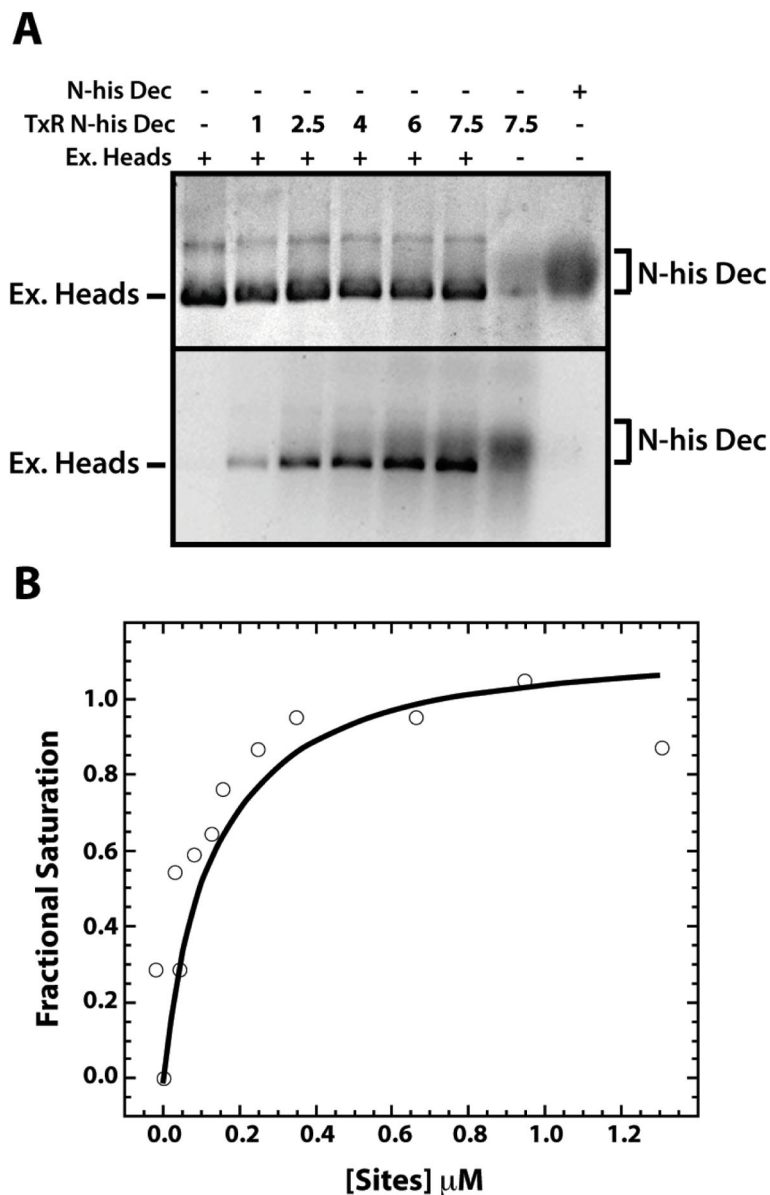 A
N-his Dec - - - - - - - +
TxR N-his Dec - 1 2.5 4 6 7.5 7.5 -
Ex. Heads + + + + + + - -
Ex. Heads – N-his Dec
Ex. Heads – N-his Dec
B
Fractional Saturation
1.0
0.8
0.6
0.4
0.2
0.0
0.0 0.2 0.4 0.6 0.8 1.0 1.2
[Sites] μM